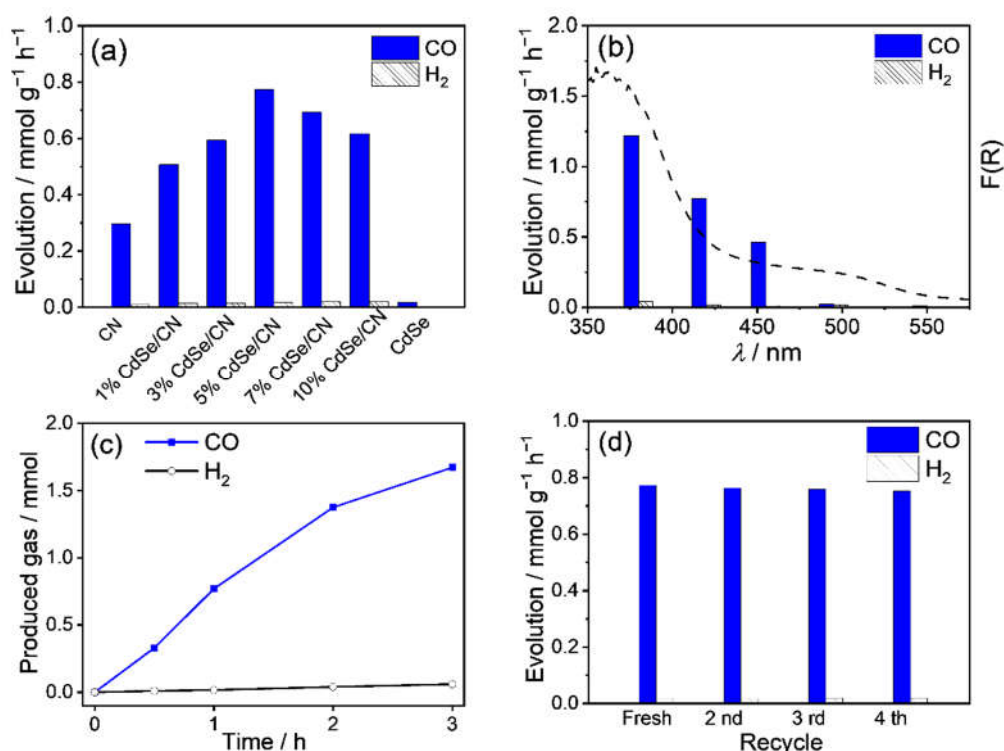 (a)
CO
H₂
Evolution / mmol g⁻¹ h⁻¹
1.0
0.8
0.6
0.4
0.2
0.0
CN
1% CdSe/CN
3% CdSe/CN
5% CdSe/CN
7% CdSe/CN
10% CdSe/CN
CdSe
(b)
CO
H₂
Evolution / mmol g⁻¹ h⁻¹
2.0
1.5
1.0
0.5
0.0
350
400
450
500
550
λ / nm
F(R)
(c)
CO
H₂
Produced gas / mmol
2.0
1.5
1.0
0.5
0.0
0
1
2
3
Time / h
(d)
CO
H₂
Evolution / mmol g⁻¹ h⁻¹
1.0
0.8
0.6
0.4
0.2
0.0
Fresh
2 nd
3 rd
4 th
Recycle